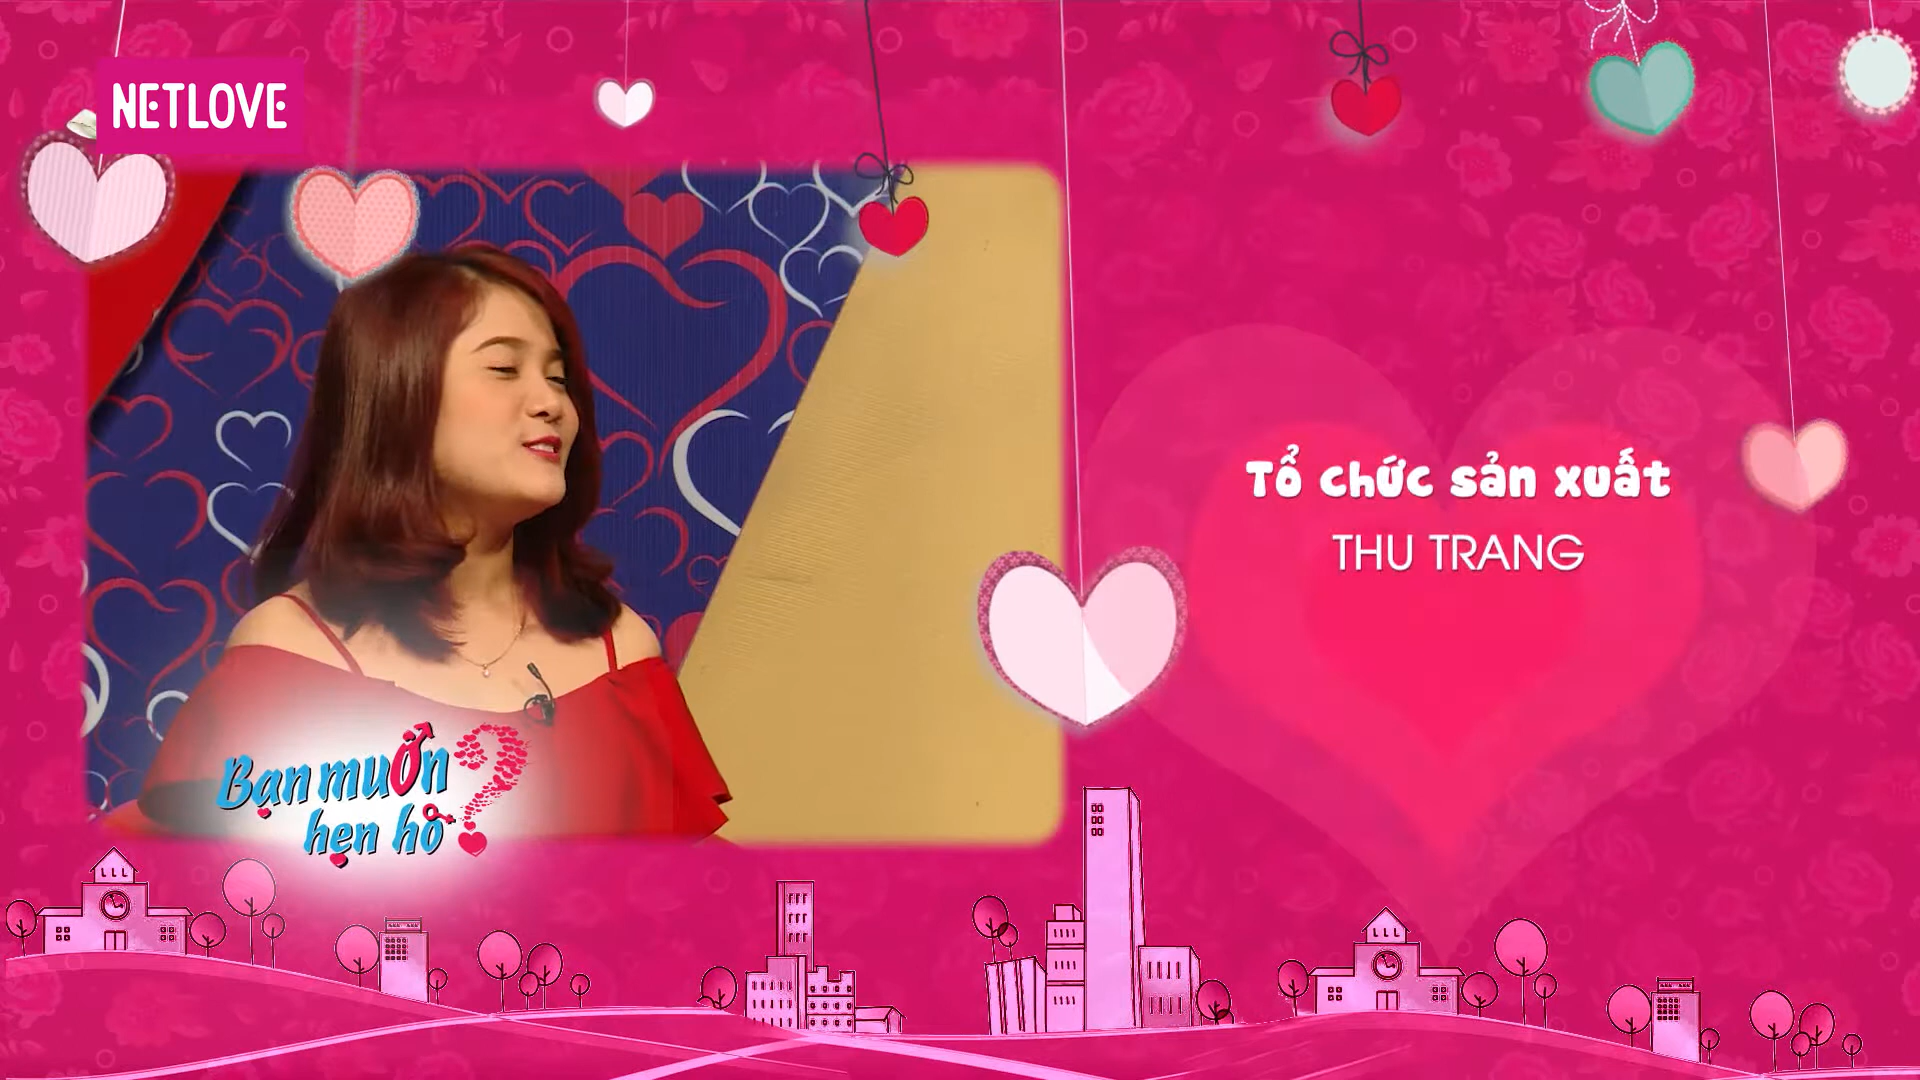 NETLOVE
Tổ chức sản xuất
THU TRANG
Bạn muốn
hẹn hò?